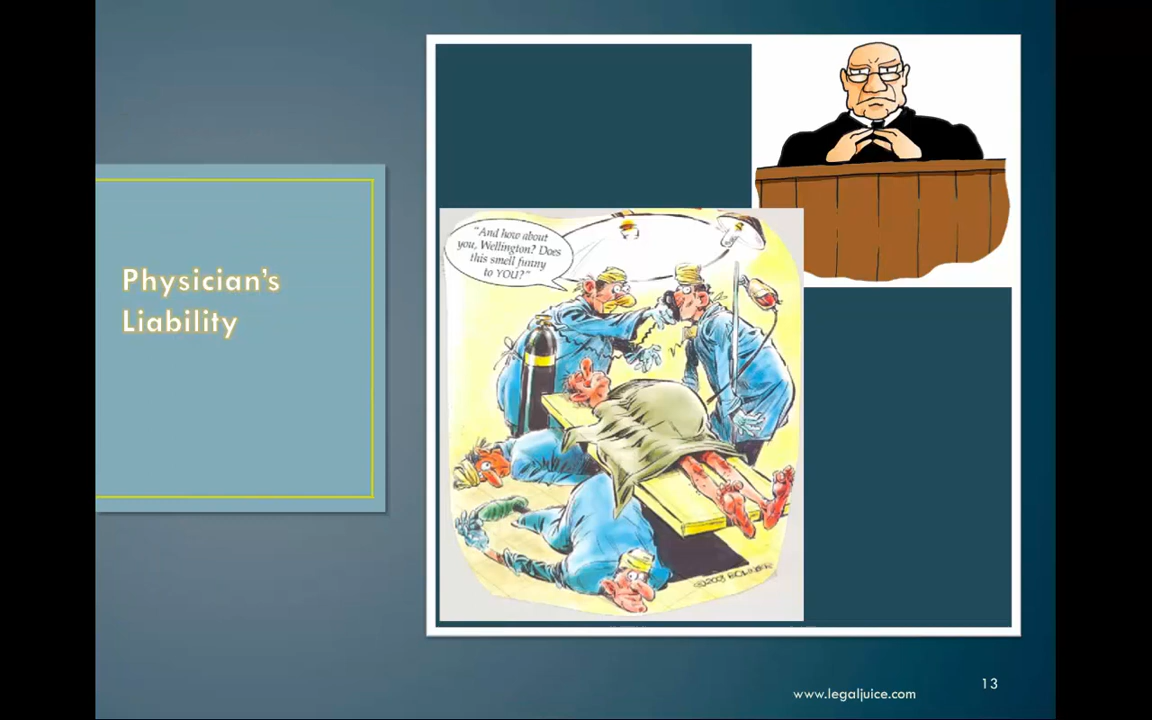 Physician's
Liability
"And how about
you, Wellington? Does
this smell funny
to YOU?"
www.legaljuice.com
13